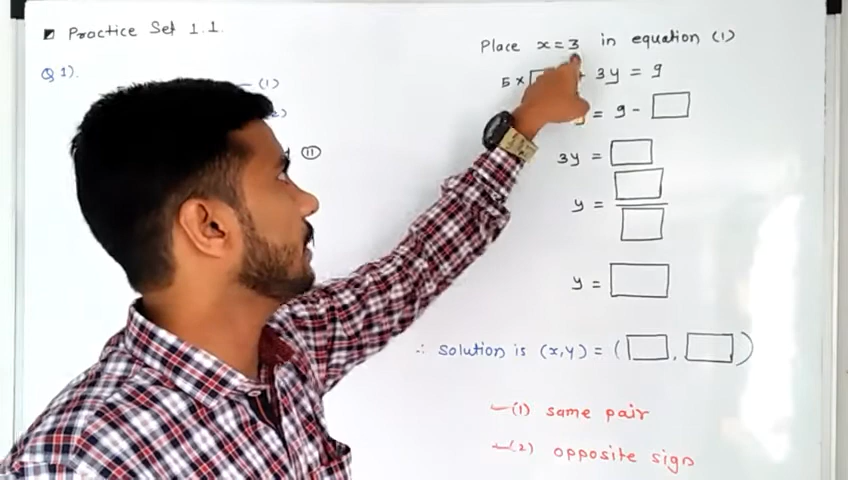 Practice Set 1.1.
Q 1).
(1)
Place x = 3 in equation (1)
5 × + 3y = 9
y = 9 -
3y =
y =
y =
∴ solution is (x,y) = ( , )
(1) same pair
(2) opposite sign